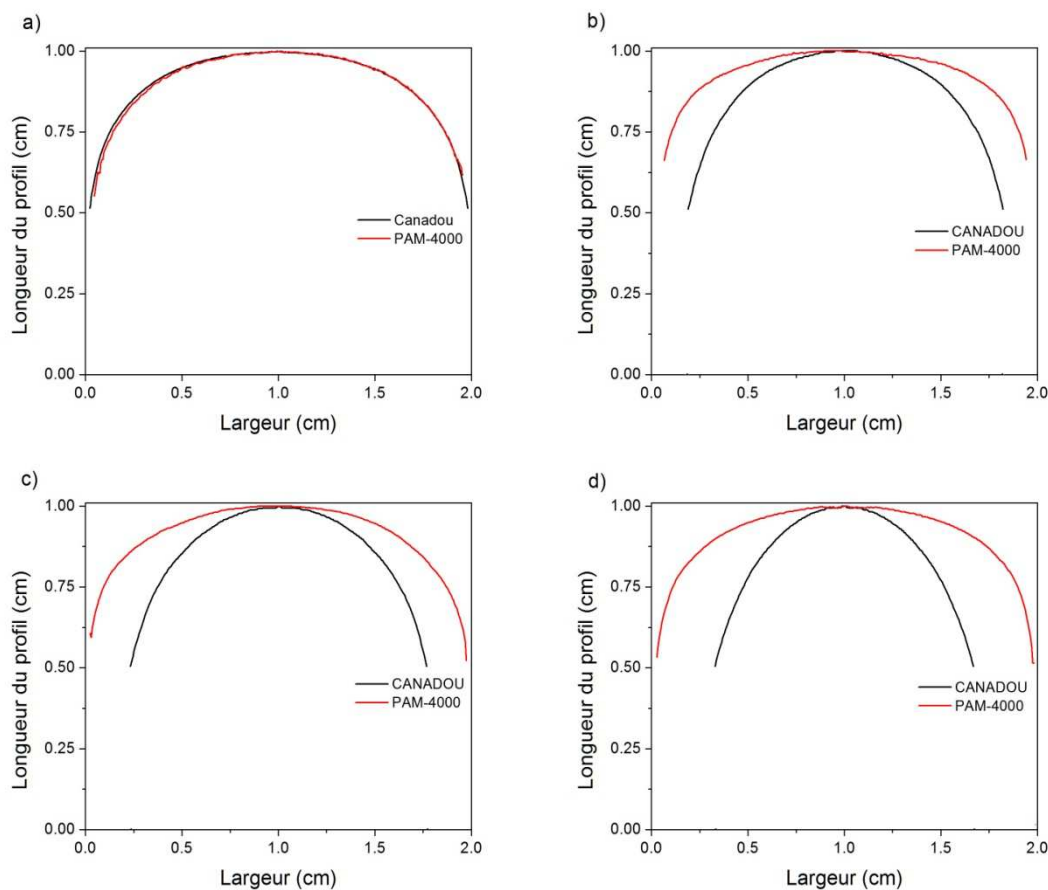 a)
1.00
0.75
0.50
0.25
0.00
Longueur du profil (cm)
Canadou
PAM-4000
0.0 0.5 1.0 1.5 2.0
Largeur (cm)
b)
1.00
0.75
0.50
0.25
0.00
Longueur du profil (cm)
CANADOU
PAM-4000
0.0 0.5 1.0 1.5 2.0
Largeur (cm)
c)
1.00
0.75
0.50
0.25
0.00
Longueur du profil (cm)
CANADOU
PAM-4000
0.0 0.5 1.0 1.5 2.0
Largeur (cm)
d)
1.00
0.75
0.50
0.25
0.00
Longueur du profil (cm)
CANADOU
PAM-4000
0.0 0.5 1.0 1.5 2.0
Largeur (cm)